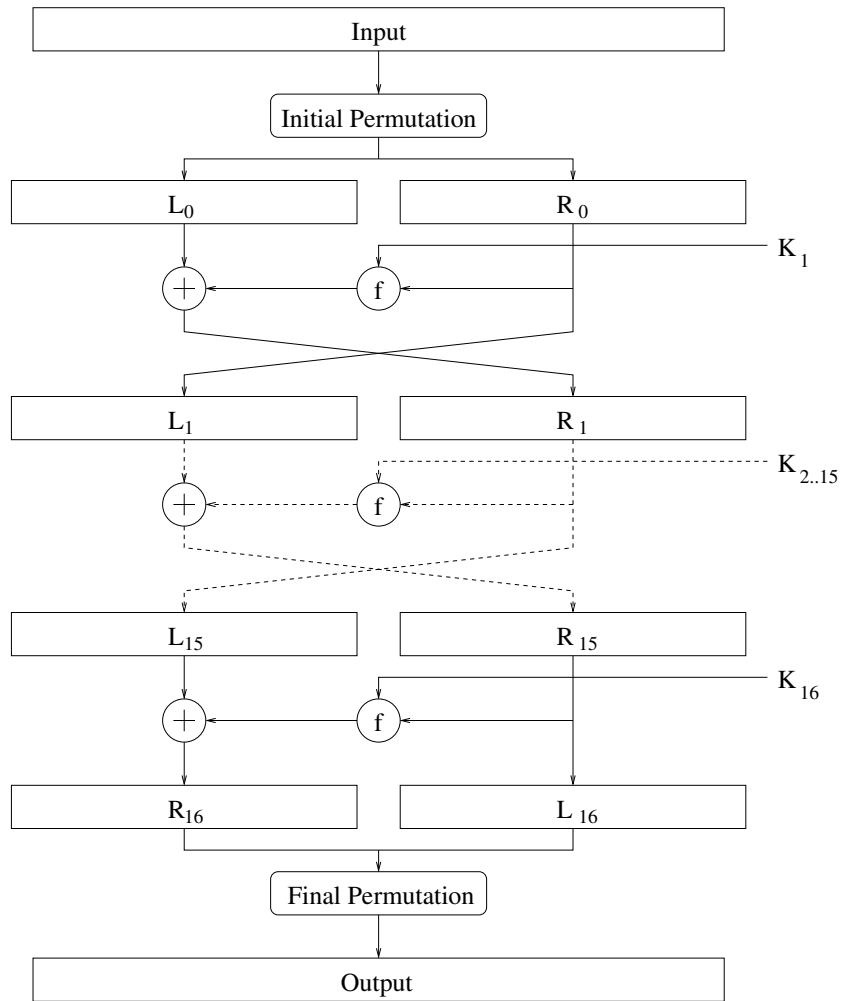 Input
Initial Permutation
L₀
R₀
K₁
+
f
L₁
R₁
K₂..₁₅
+
f
L₁₅
R₁₅
K₁₆
+
f
R₁₆
L₁₆
Final Permutation
Output